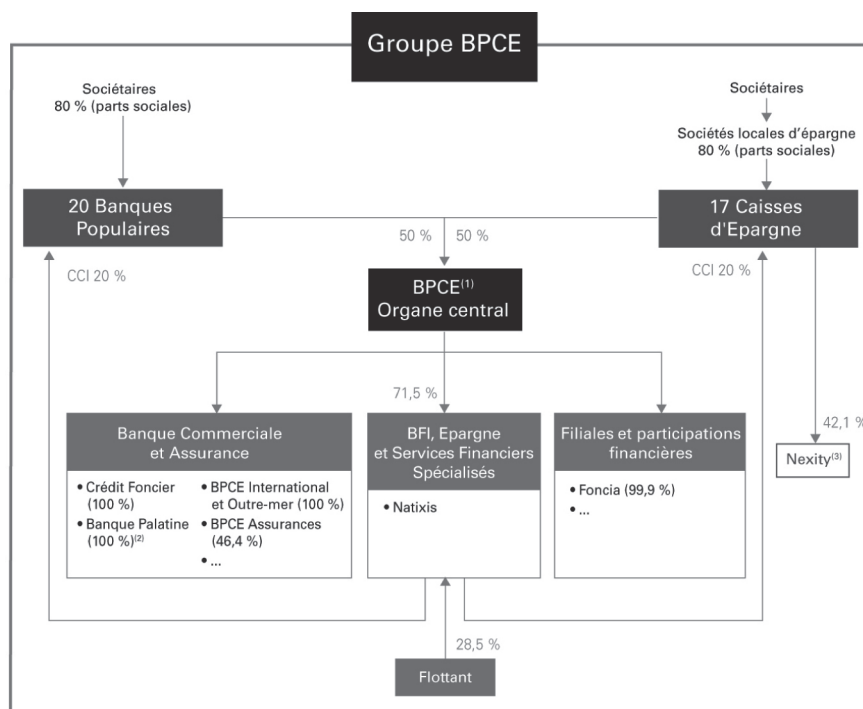 Groupe BPCE
Sociétaires
80 % (parts sociales)
Sociétaires
Sociétés locales d'épargne
80 % (parts sociales)
20 Banques
Populaires
17 Caisses
d'Epargne
50 % 50 %
CCI 20 %
CCI 20 %
BPCE(1)
Organe central
71,5 %
42,1 %
Banque Commerciale
et Assurance
• Crédit Foncier
(100 %)
• Banque Palatine
(100 %)(2)
• BPCE International
et Outre-mer (100 %)
• BPCE Assurances
(46,4 %)
• ...
BFI, Epargne
et Services Financiers
Spécialisés
• Natixis
Filiales et participations
financières
• Foncia (99,9 %)
• ...
Nexity(3)
28,5 %
Flottant